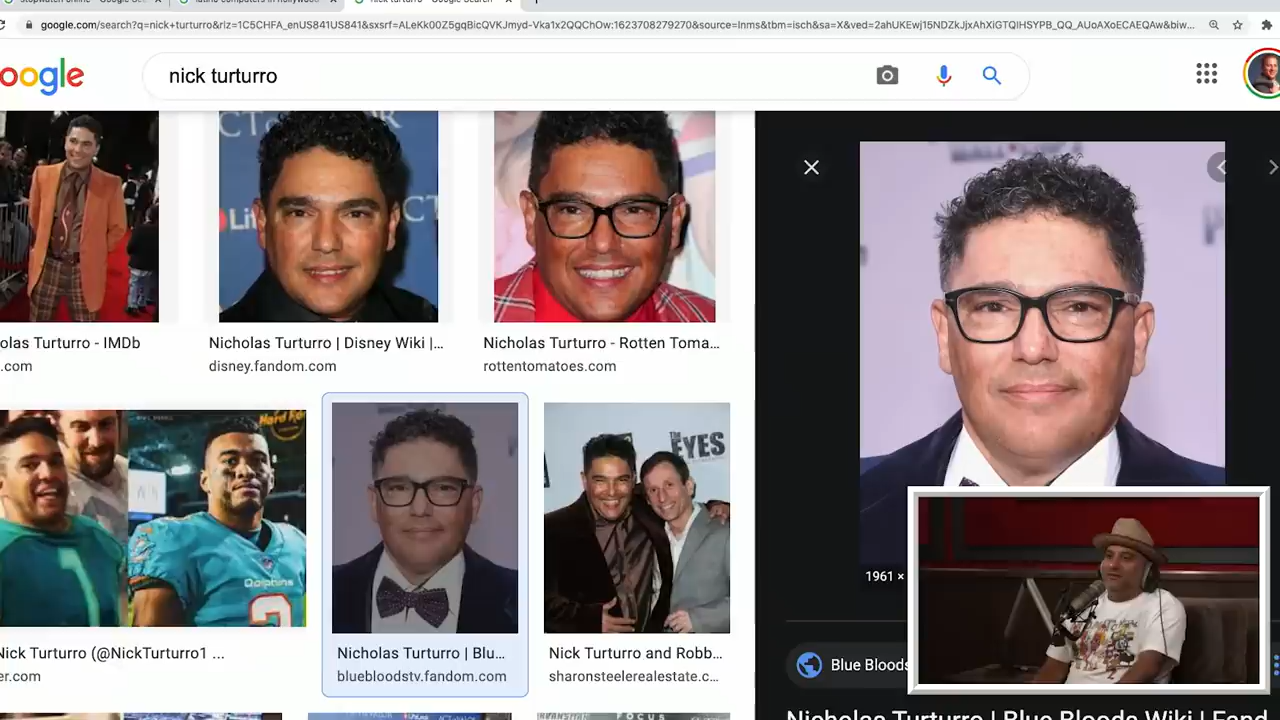 google.com/search?q=nick+turturro&rlz=1C5CHFA_enUS841US841&sxsrf=ALeKk00Z5gqBicQVKJmyd-Vka1x2QQChOw:1623708279270&source=lnms&tbm=isch&sa=X&ved=2ahUKEwj15NDZkJjxAhXiGTQIHSYPB_QQ_AUoAXoECAEQAw&biw...
oogle
nick turturro
Li
EYES
Dolphins
olas Turturro - IMDb
.com
Nicholas Turturro | Disney Wiki |...
disney.fandom.com
Nicholas Turturro - Rotten Toma...
rottentomatoes.com
1961 ×
Nick Turturro (@NickTurturro1 ...
er.com
Nicholas Turturro | Blu...
bluebloodstv.fandom.com
Nick Turturro and Robb...
sharonsteelerealestate.c...
Blue Bloods
Nicholas Turturro | Blue Bloods Wiki | Fand